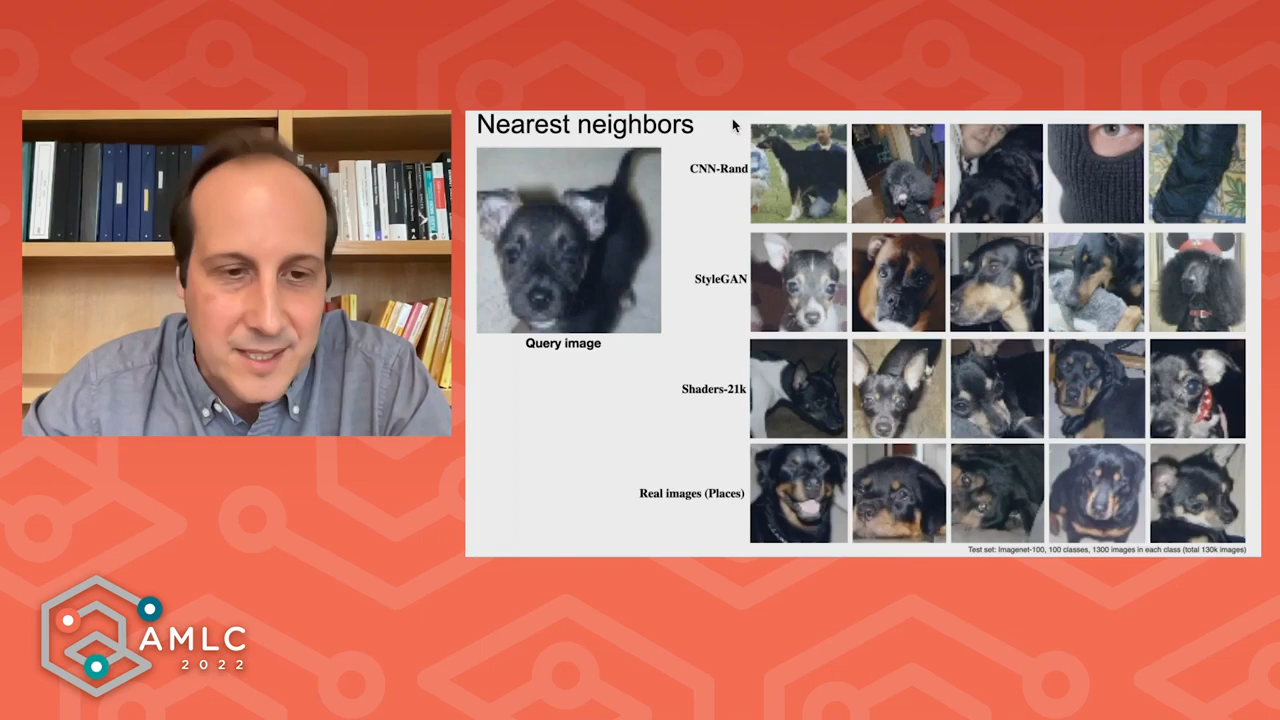 Nearest neighbors
CNN-Rand
StyleGAN
Query image
Shaders-21k
Real images (Places)
Test set: Imagenet-100, 100 classes, 1300 images in each class (total 130k images)
AMLC
2022